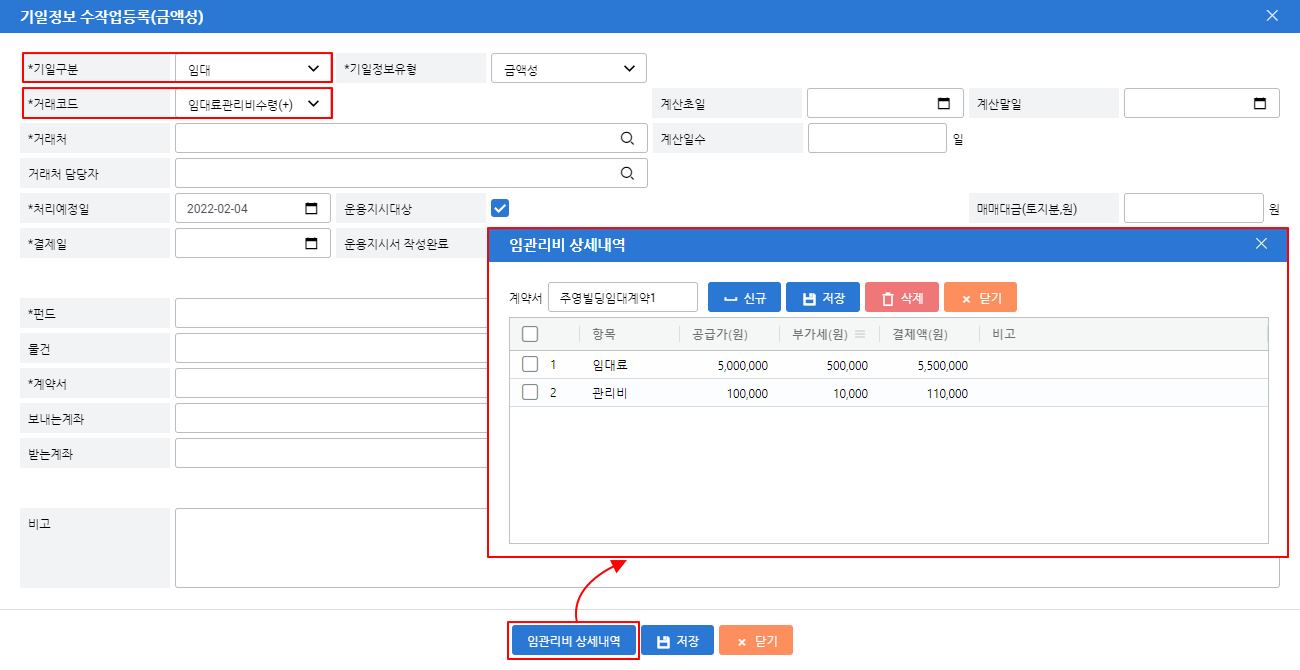 기일정보 수작업등록(금액성)
*기일구분 임대 *기일정보유형 금액성
*거래코드 임대료관리비수령(+) 계산초일 계산말일
*거래처 계산일수 일
거래처 담당자
*처리예정일 2022-02-04 운용지시대상 매매대금(토지분,원) 원
*결제일 운용지시서 작성완료
임관리비 상세내역
계약서 주영빌딩임대계약1 신규 저장 삭제 닫기
항목 공급가(원) 부가세(원) 결제액(원) 비고
1 임대료 5,000,000 500,000 5,500,000
2 관리비 100,000 10,000 110,000
*펀드
물건
*계약서
보내는계좌
받는계좌
비고
임관리비 상세내역 저장 닫기